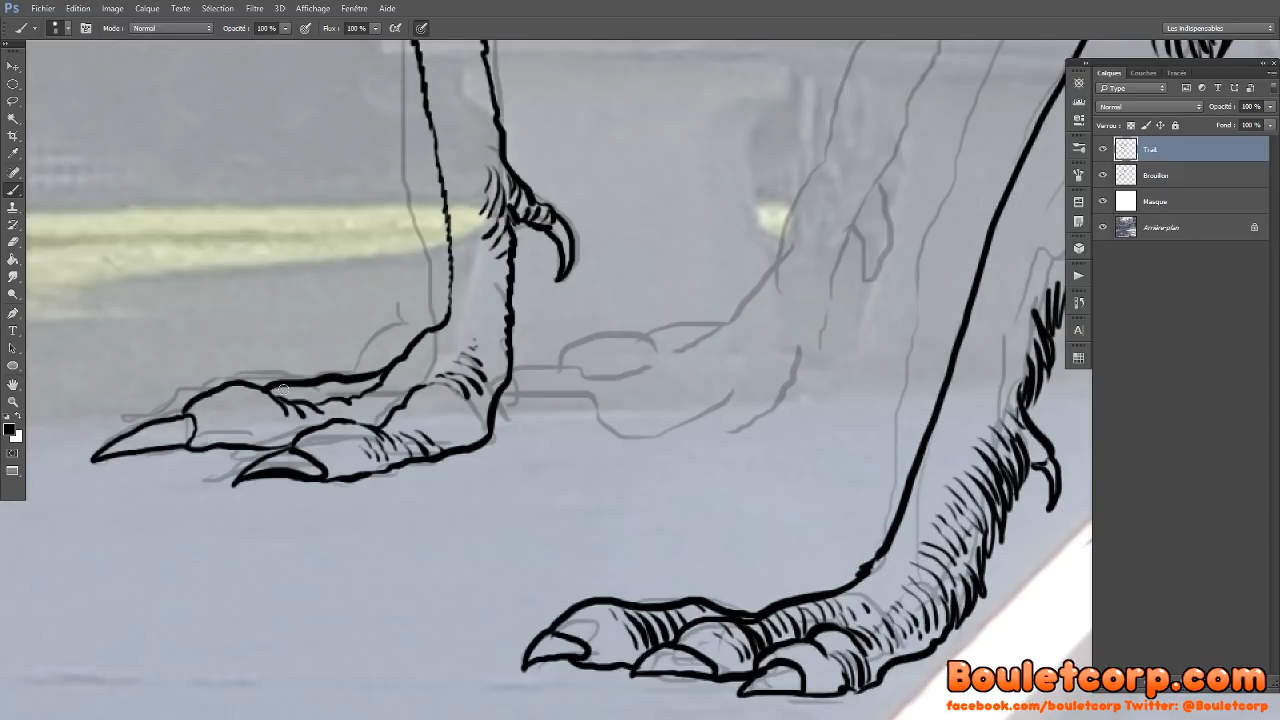 Ps Fichier Edition Image Calque Texte Sélection Filtre 3D Affichage Fenêtre Aide
Mode : Normal Opacité : 100 % Flux : 100 % Les indispensables
Calques Couches Tracés
Type
Normal Opacité : 100 %
Verrou : Fond : 100 %
Trait
Brouillon
Masque
Arrière-plan
Bouletcorp.com
facebook.com/bouletcorp Twitter: @Bouletcorp